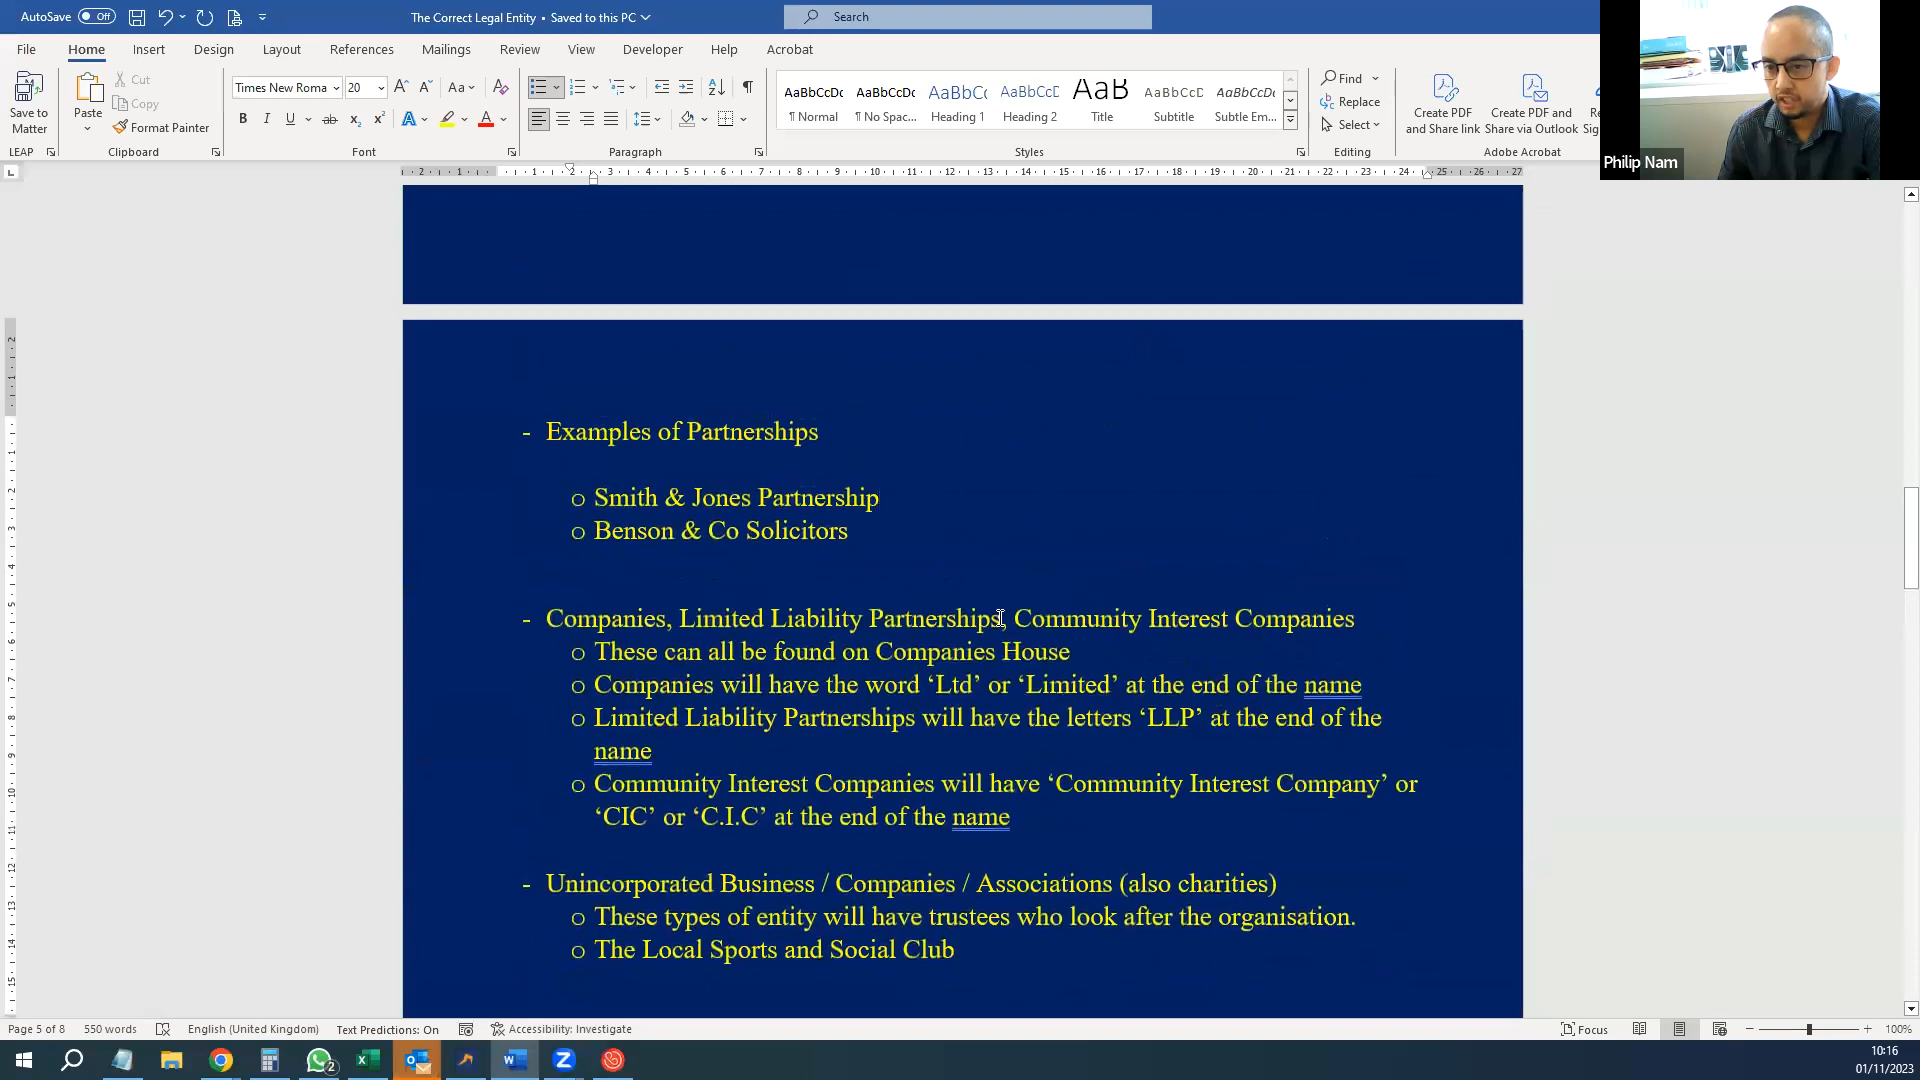 AutoSave Off The Correct Legal Entity • Saved to this PC Search
File Home Insert Design Layout References Mailings Review View Developer Help Acrobat
Save to Matter
LEAP
Paste
Cut
Copy
Format Painter
Clipboard
Times New Roma 20
Font
Paragraph
AaBbCcDc AaBbCcDc AaBbCc AaBbCcD AaB AaBbCcD AaBbCcDc
¶ Normal ¶ No Spac... Heading 1 Heading 2 Title Subtitle Subtle Em...
Styles
Find
Replace
Select
Editing
Create PDF and Share link
Create PDF and Share via Outlook
Adobe Acrobat
Philip Nam
- Examples of Partnerships
o Smith & Jones Partnership
o Benson & Co Solicitors
- Companies, Limited Liability Partnerships, Community Interest Companies
o These can all be found on Companies House
o Companies will have the word ‘Ltd’ or ‘Limited’ at the end of the name
o Limited Liability Partnerships will have the letters ‘LLP’ at the end of the
name
o Community Interest Companies will have ‘Community Interest Company’ or
‘CIC’ or ‘C.I.C’ at the end of the name
- Unincorporated Business / Companies / Associations (also charities)
o These types of entity will have trustees who look after the organisation.
o The Local Sports and Social Club
Page 5 of 8 550 words English (United Kingdom) Text Predictions: On Accessibility: Investigate Focus 100%
10:16
01/11/2023